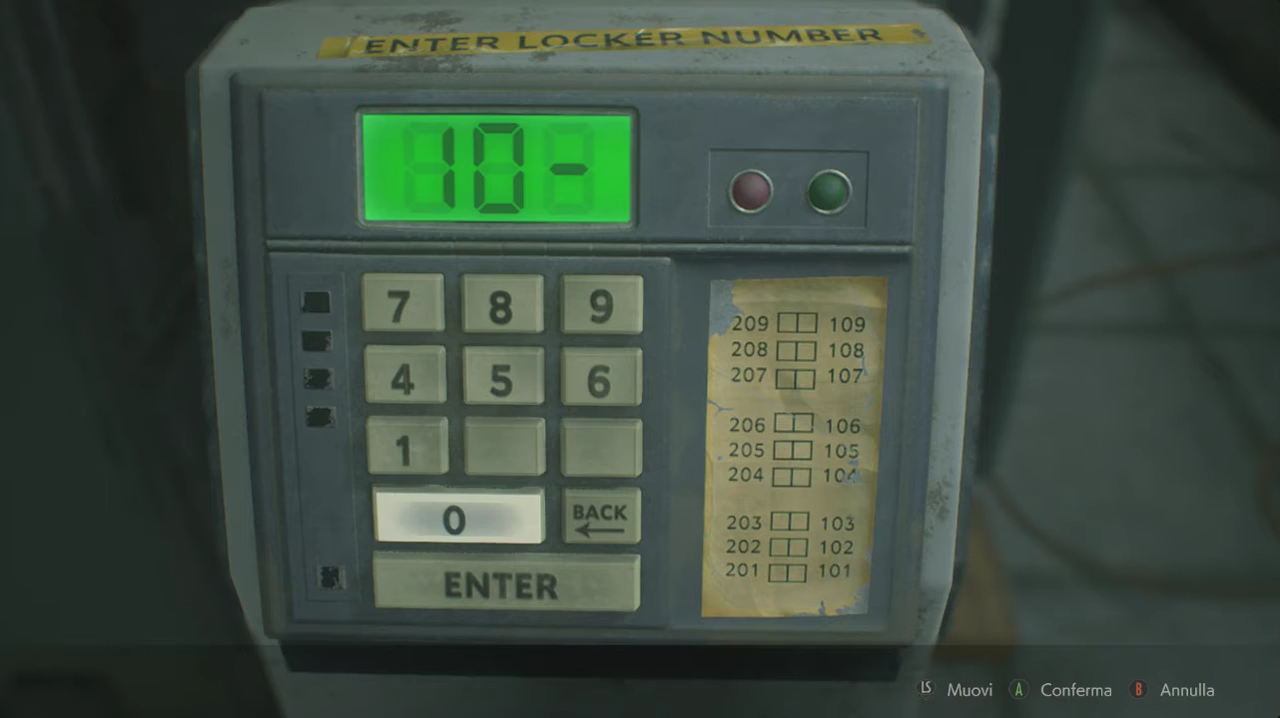 ENTER LOCKER NUMBER
10-
7 8 9
4 5 6
1
0 BACK
ENTER
209 109
208 108
207 107
206 106
205 105
204 104
203 103
202 102
201 101
LS Muovi A Conferma B Annulla